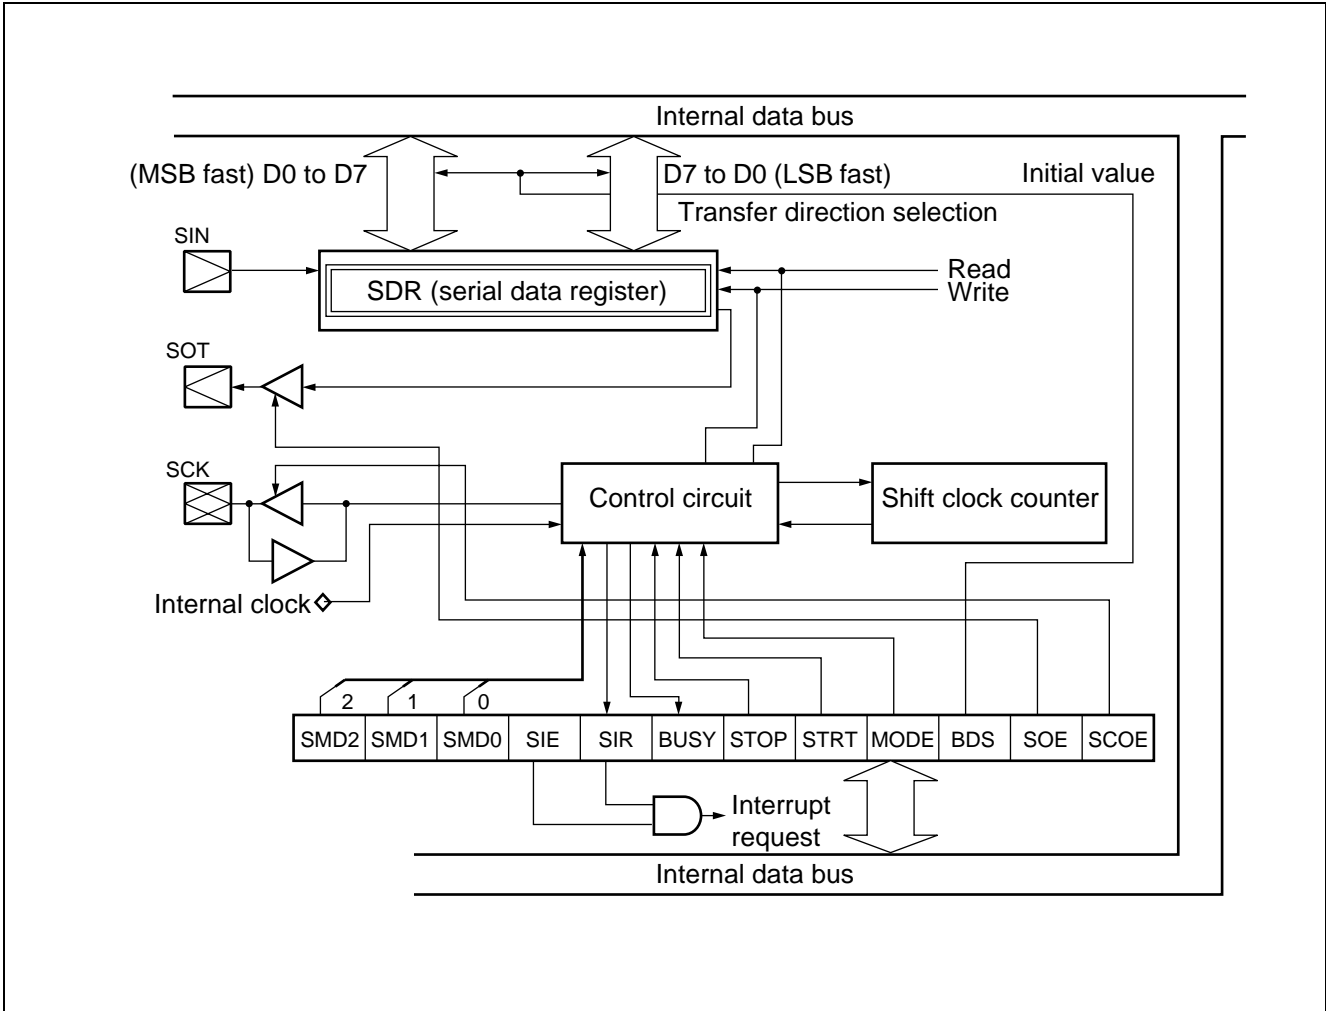 Internal data bus
(MSB fast) D0 to D7
D7 to D0 (LSB fast)
Initial value
Transfer direction selection
SIN
Read
SDR (serial data register)
Write
SOT
SCK
Control circuit
Shift clock counter
Internal clock
2
1
0
SMD2 SMD1 SMD0 SIE SIR BUSY STOP STRT MODE BDS SOE SCOE
Interrupt
request
Internal data bus